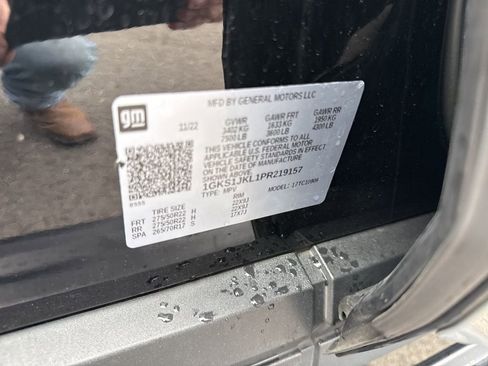 gm
MFD BY GENERAL MOTORS LLC
11/22 GVWR GAWR FRT GAWR RR
3402 KG 1633 KG 1950 KG
7500 LB 3600 LB 4300 LB
THIS VEHICLE CONFORMS TO ALL
APPLICABLE U.S. FEDERAL MOTOR
VEHICLE SAFETY STANDARDS IN EFFECT
ON THE DATE OF MANUFACTURE
SHOWN ABOVE.
1GKS1JKL1PR219157
TYPE: MPV MODEL:
TIRE SIZE RIM
FRT 275/50R22 H 22X9J
RR 275/50R22 H 22X9J
SPA 265/70R17 S 17X7J